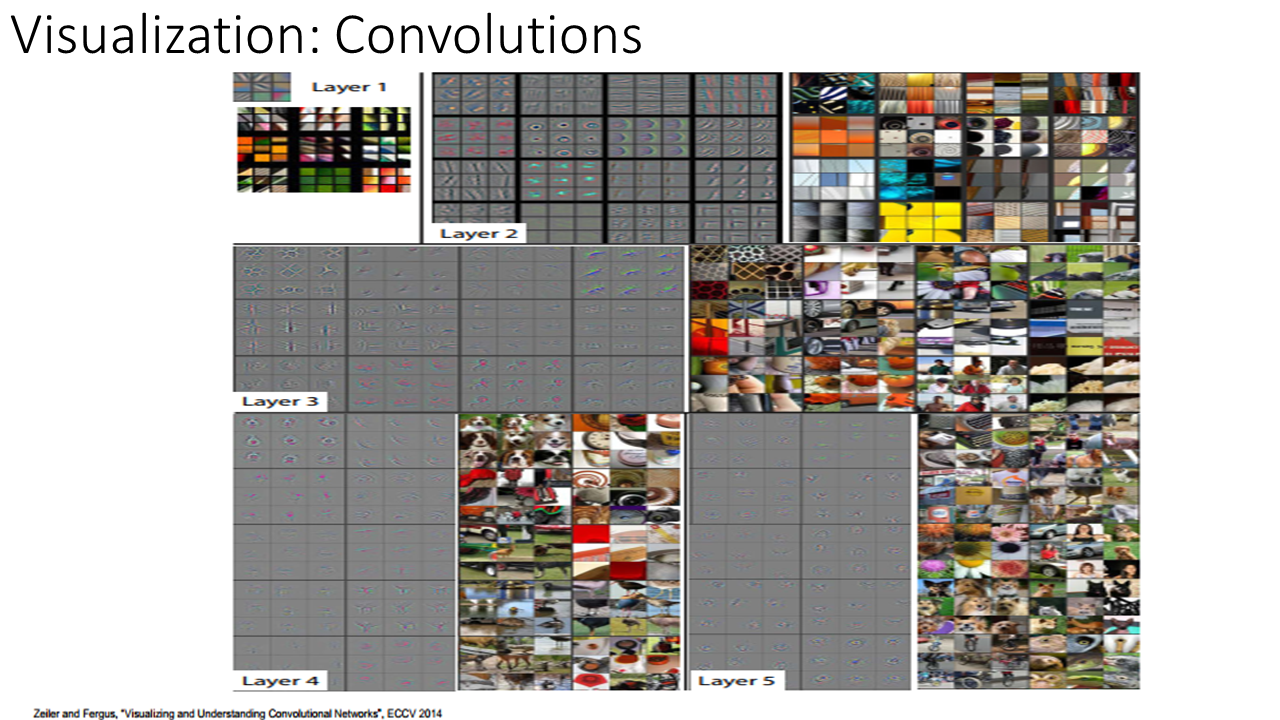 Visualization: Convolutions
Layer 1
Layer 2
Layer 3
Layer 4
Layer 5
Zeiler and Fergus, "Visualizing and Understanding Convolutional Networks", ECCV 2014